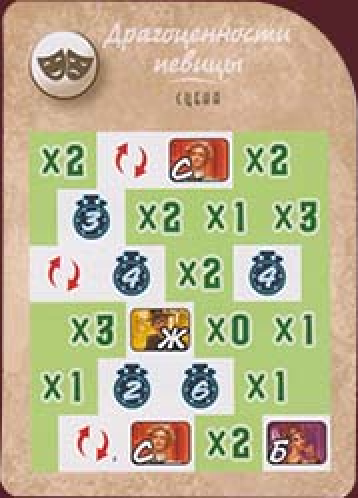 Драгоценности
певицы
СЦЕНА
X2 С X2
3 X2 X1 X3
4 X2 4
X3 Ж X0 X1
X1 2 6 X1
С X2 Б